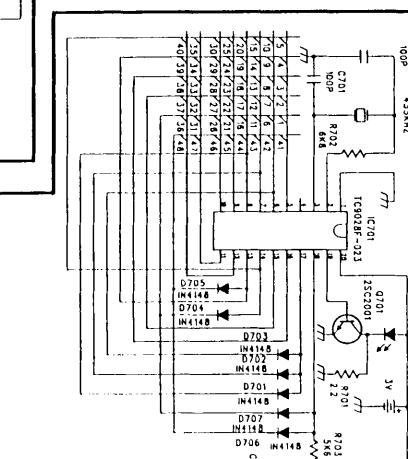 100P
C701
100P
R702
6K8
IC701
TC9028F-023
Q701
2SC2001
3V
R701
2.2
R703
5K6
D705
IN4148
D704
IN4148
D703
IN4148
D702
IN4148
D701
IN4148
D707
IN4148
D706
IN4148
40 35 30 25 20 15 10 5
39 34 29 24 19 14 9 4
38 33 28 23 18 13 8 3
37 32 27 22 17 12 7 2
36 31 26 21 16 11 6 1
48 47 46 45 44 43 42 41